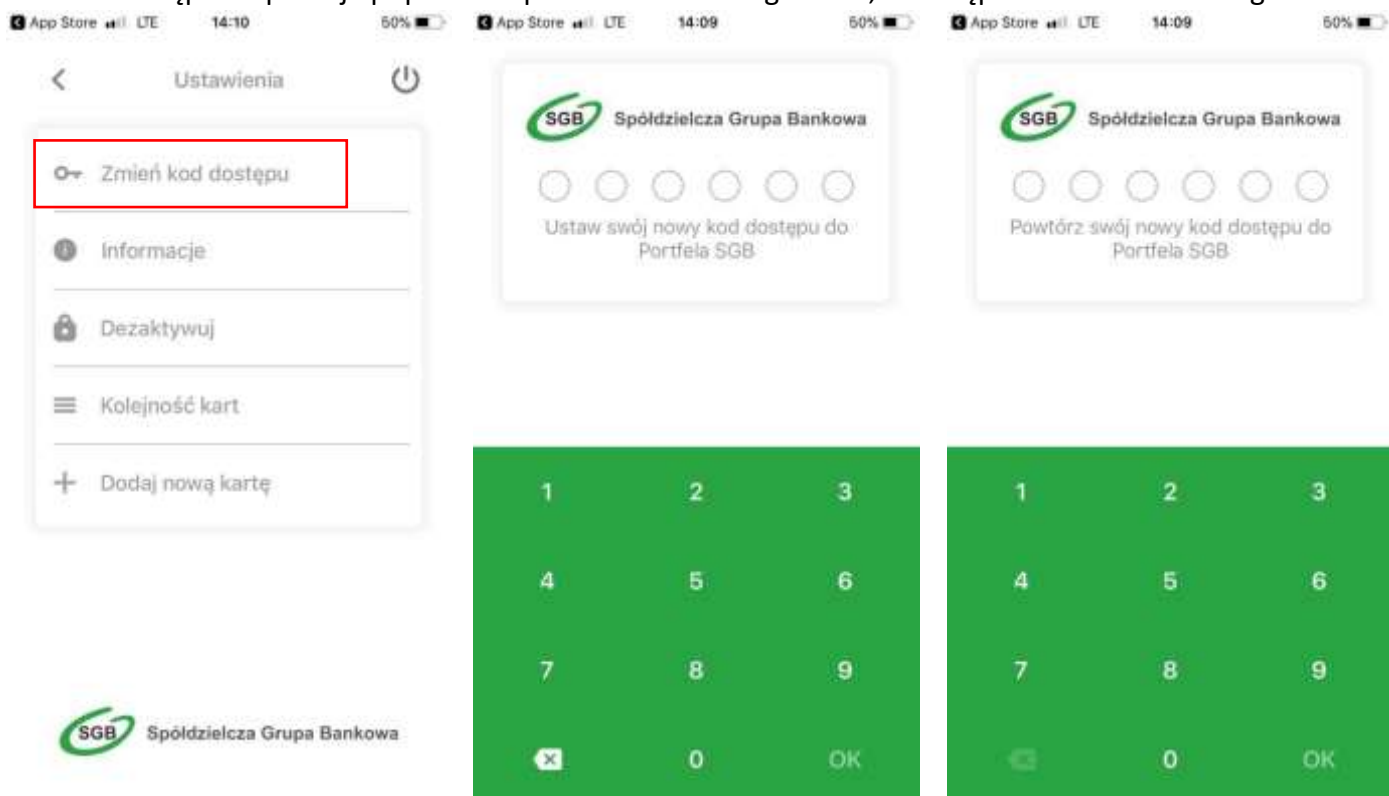 App Store LTE 14:10 50%
Ustawienia
Zmień kod dostępu
Informacje
Dezaktywuj
Kolejność kart
Dodaj nową kartę
SGB Spółdzielcza Grupa Bankowa
App Store LTE 14:09 50%
SGB Spółdzielcza Grupa Bankowa
Ustaw swój nowy kod dostępu do
Portfela SGB
1 2 3
4 5 6
7 8 9
0 OK
App Store LTE 14:09 50%
SGB Spółdzielcza Grupa Bankowa
Powtórz swój nowy kod dostępu do
Portfela SGB
1 2 3
4 5 6
7 8 9
0 OK